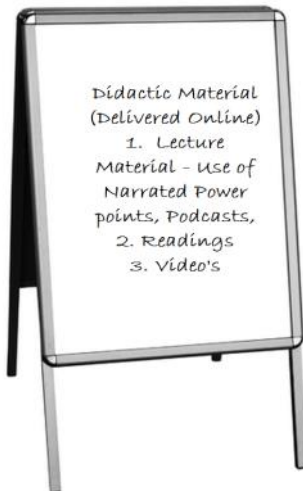 Didactic Material
(Delivered Online)
1. Lecture
Material - Use of
Narrated Power
points, Podcasts,
2. Readings
3. Video's